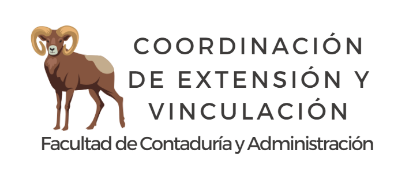 COORDINACIÓN
DE EXTENSIÓN Y
VINCULACIÓN
Facultad de Contaduría y Administración